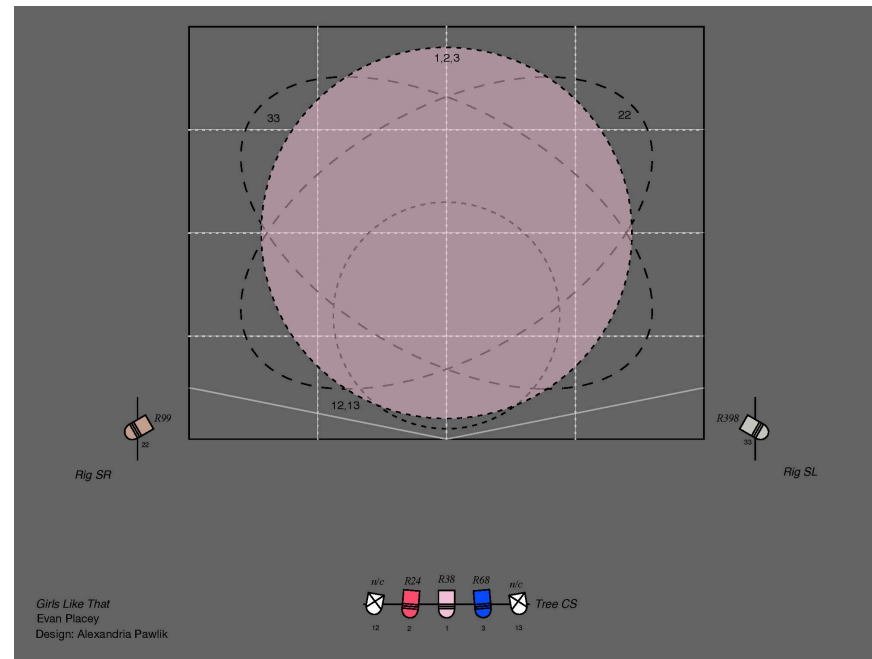 1,2,3
33
22
12,13
R99
22
Rig SR
R398
33
Rig SL
n/c
R24
R38
R68
n/c
Tree CS
12
2
1
3
13
Girls Like That
Evan Placey
Design: Alexandria Pawlik